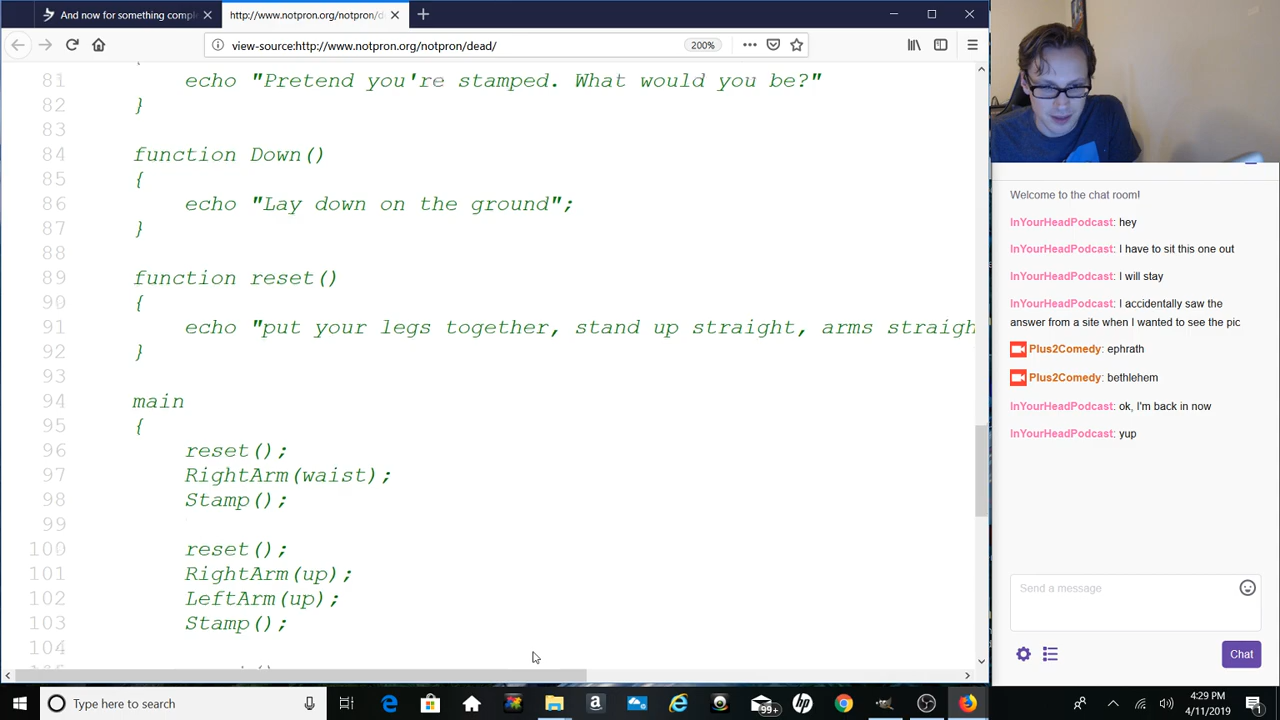 And now for something compl
http://www.notpron.org/notpron/d
view-source:http://www.notpron.org/notpron/dead/
200%
81 echo "Pretend you're stamped. What would you be?"
82 }
83
84 function Down()
85 {
86 echo "Lay down on the ground";
87 }
88
89 function reset()
90 {
91 echo "put your legs together, stand up straight, arms straigh
92 }
93
94 main
95 {
96 reset();
97 RightArm(waist);
98 Stamp();
99
100 reset();
101 RightArm(up);
102 LeftArm(up);
103 Stamp();
104
Welcome to the chat room!
InYourHeadPodcast: hey
InYourHeadPodcast: I have to sit this one out
InYourHeadPodcast: I will stay
InYourHeadPodcast: I accidentally saw the
answer from a site when I wanted to see the pic
Plus2Comedy: ephrath
Plus2Comedy: bethlehem
InYourHeadPodcast: ok, I'm back in now
InYourHeadPodcast: yup
Send a message
Chat
Type here to search
99+
4:29 PM
4/11/2019